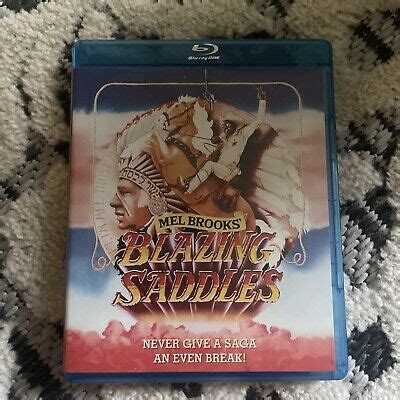 Blu-ray Disc
MEL BROOKS'
BLAZING
SADDLES
NEVER GIVE A SAGA
AN EVEN BREAK!